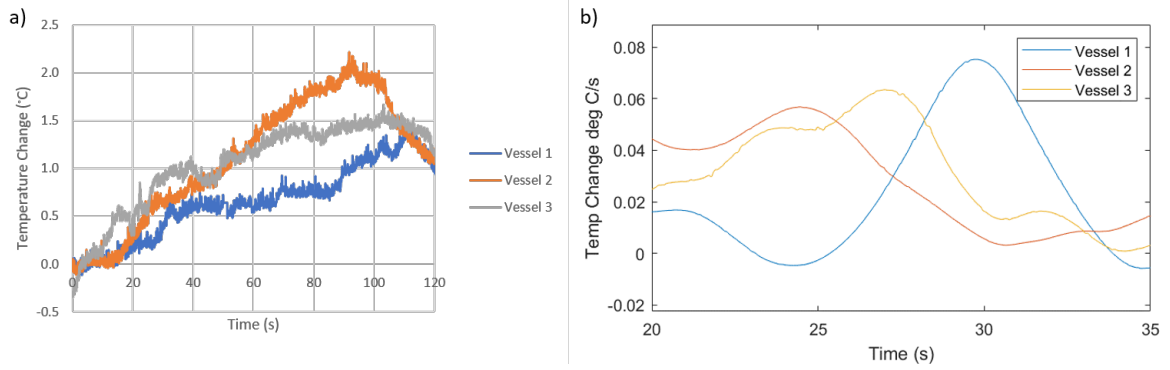 a)
2.5
2.0
1.5
1.0
0.5
0.0
-0.5
Temperature Change (°C)
0 20 40 60 80 100 120
Time (s)
Vessel 1
Vessel 2
Vessel 3
b)
0.08
0.06
0.04
0.02
0
-0.02
Temp Change deg C/s
20 25 30 35
Time (s)
Vessel 1
Vessel 2
Vessel 3